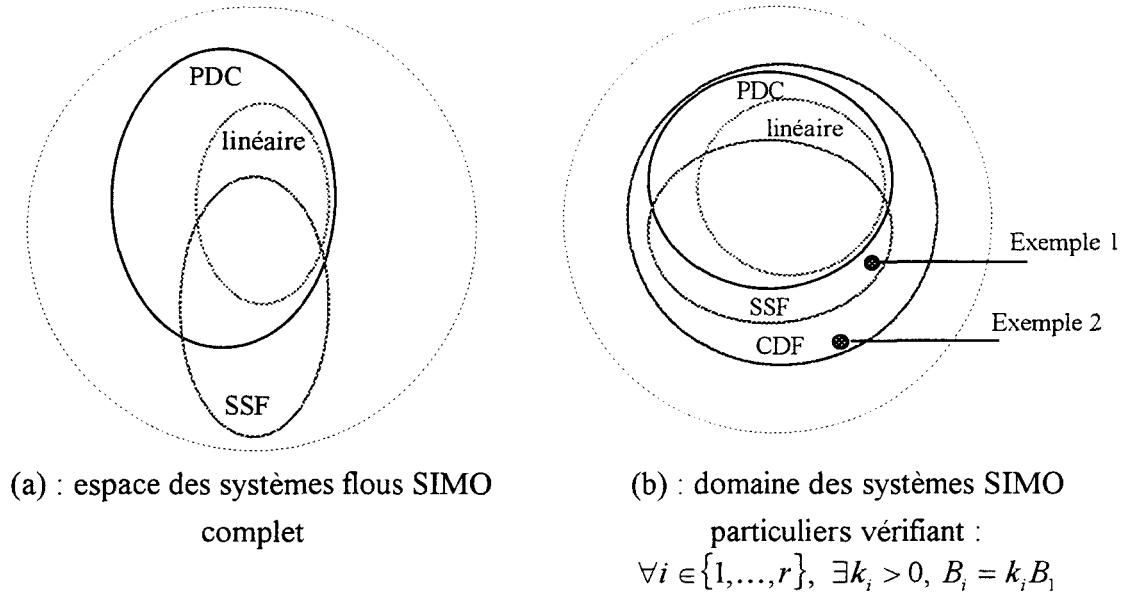 PDC
linéaire
SSF
(a) : espace des systèmes flous SIMO
complet
PDC
linéaire
Exemple 1
SSF
Exemple 2
CDF
(b) : domaine des systèmes SIMO
particuliers vérifiant :
∀i ∈ {1,...,r}, ∃k_i > 0, B_i = k_i B_1